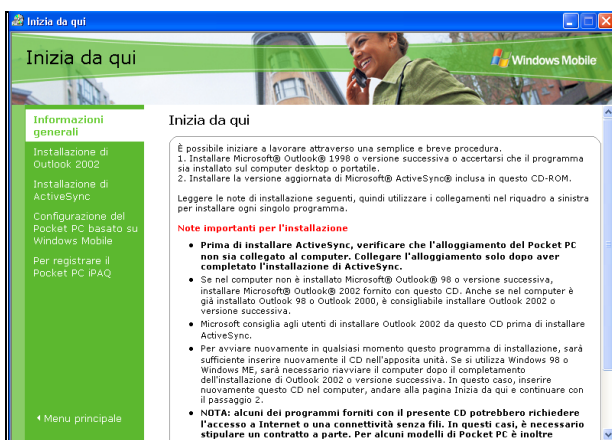 Inizia da qui
Inizia da qui
Windows Mobile
Informazioni
generali
Installazione di
Outlook 2002
Installazione di
ActiveSync
Configurazione del
Pocket PC basato su
Windows Mobile
Per registrare il
Pocket PC iPAQ
Menu principale
Inizia da qui
È possibile iniziare a lavorare attraverso una semplice e breve procedura.
1. Installare Microsoft® Outlook® 1998 o versione successiva o accertarsi che il programma
sia installato sul computer desktop o portatile.
2. Installare la versione aggiornata di Microsoft® ActiveSync® inclusa in questo CD-ROM.
Leggere le note di installazione seguenti, quindi utilizzare i collegamenti nel riquadro a sinistra
per installare ogni singolo programma.
Note importanti per l'installazione
• Prima di installare ActiveSync, verificare che l'alloggiamento del Pocket PC
non sia collegato al computer. Collegare l'alloggiamento solo dopo aver
completato l'installazione di ActiveSync.
• Se nel computer non è installato Microsoft® Outlook® 98 o versione successiva,
installare Microsoft® Outlook® 2002 fornito con questo CD. Anche se nel computer è
già installato Outlook 98 o Outlook 2000, è consigliabile installare Outlook 2002 o
versione successiva.
• Microsoft consiglia agli utenti di installare Outlook 2002 da questo CD prima di installare
ActiveSync.
• Per avviare nuovamente in qualsiasi momento questo programma di installazione, sarà
sufficiente inserire nuovamente il CD nell'apposita unità. Se si utilizza Windows 98 o
Windows ME, sarà necessario riavviare il computer dopo il completamento
dell'installazione di Outlook 2002 o versione successiva. In questo caso, inserire
nuovamente questo CD nel computer, andare alla pagina Inizia da qui e continuare con
il passaggio 2.
• NOTA: alcuni dei programmi forniti con il presente CD potrebbero richiedere
l'accesso a Internet o una connettività senza fili. In questi casi, è necessario
stipulare un contratto a parte. Per alcuni modelli di Pocket PC è inoltre